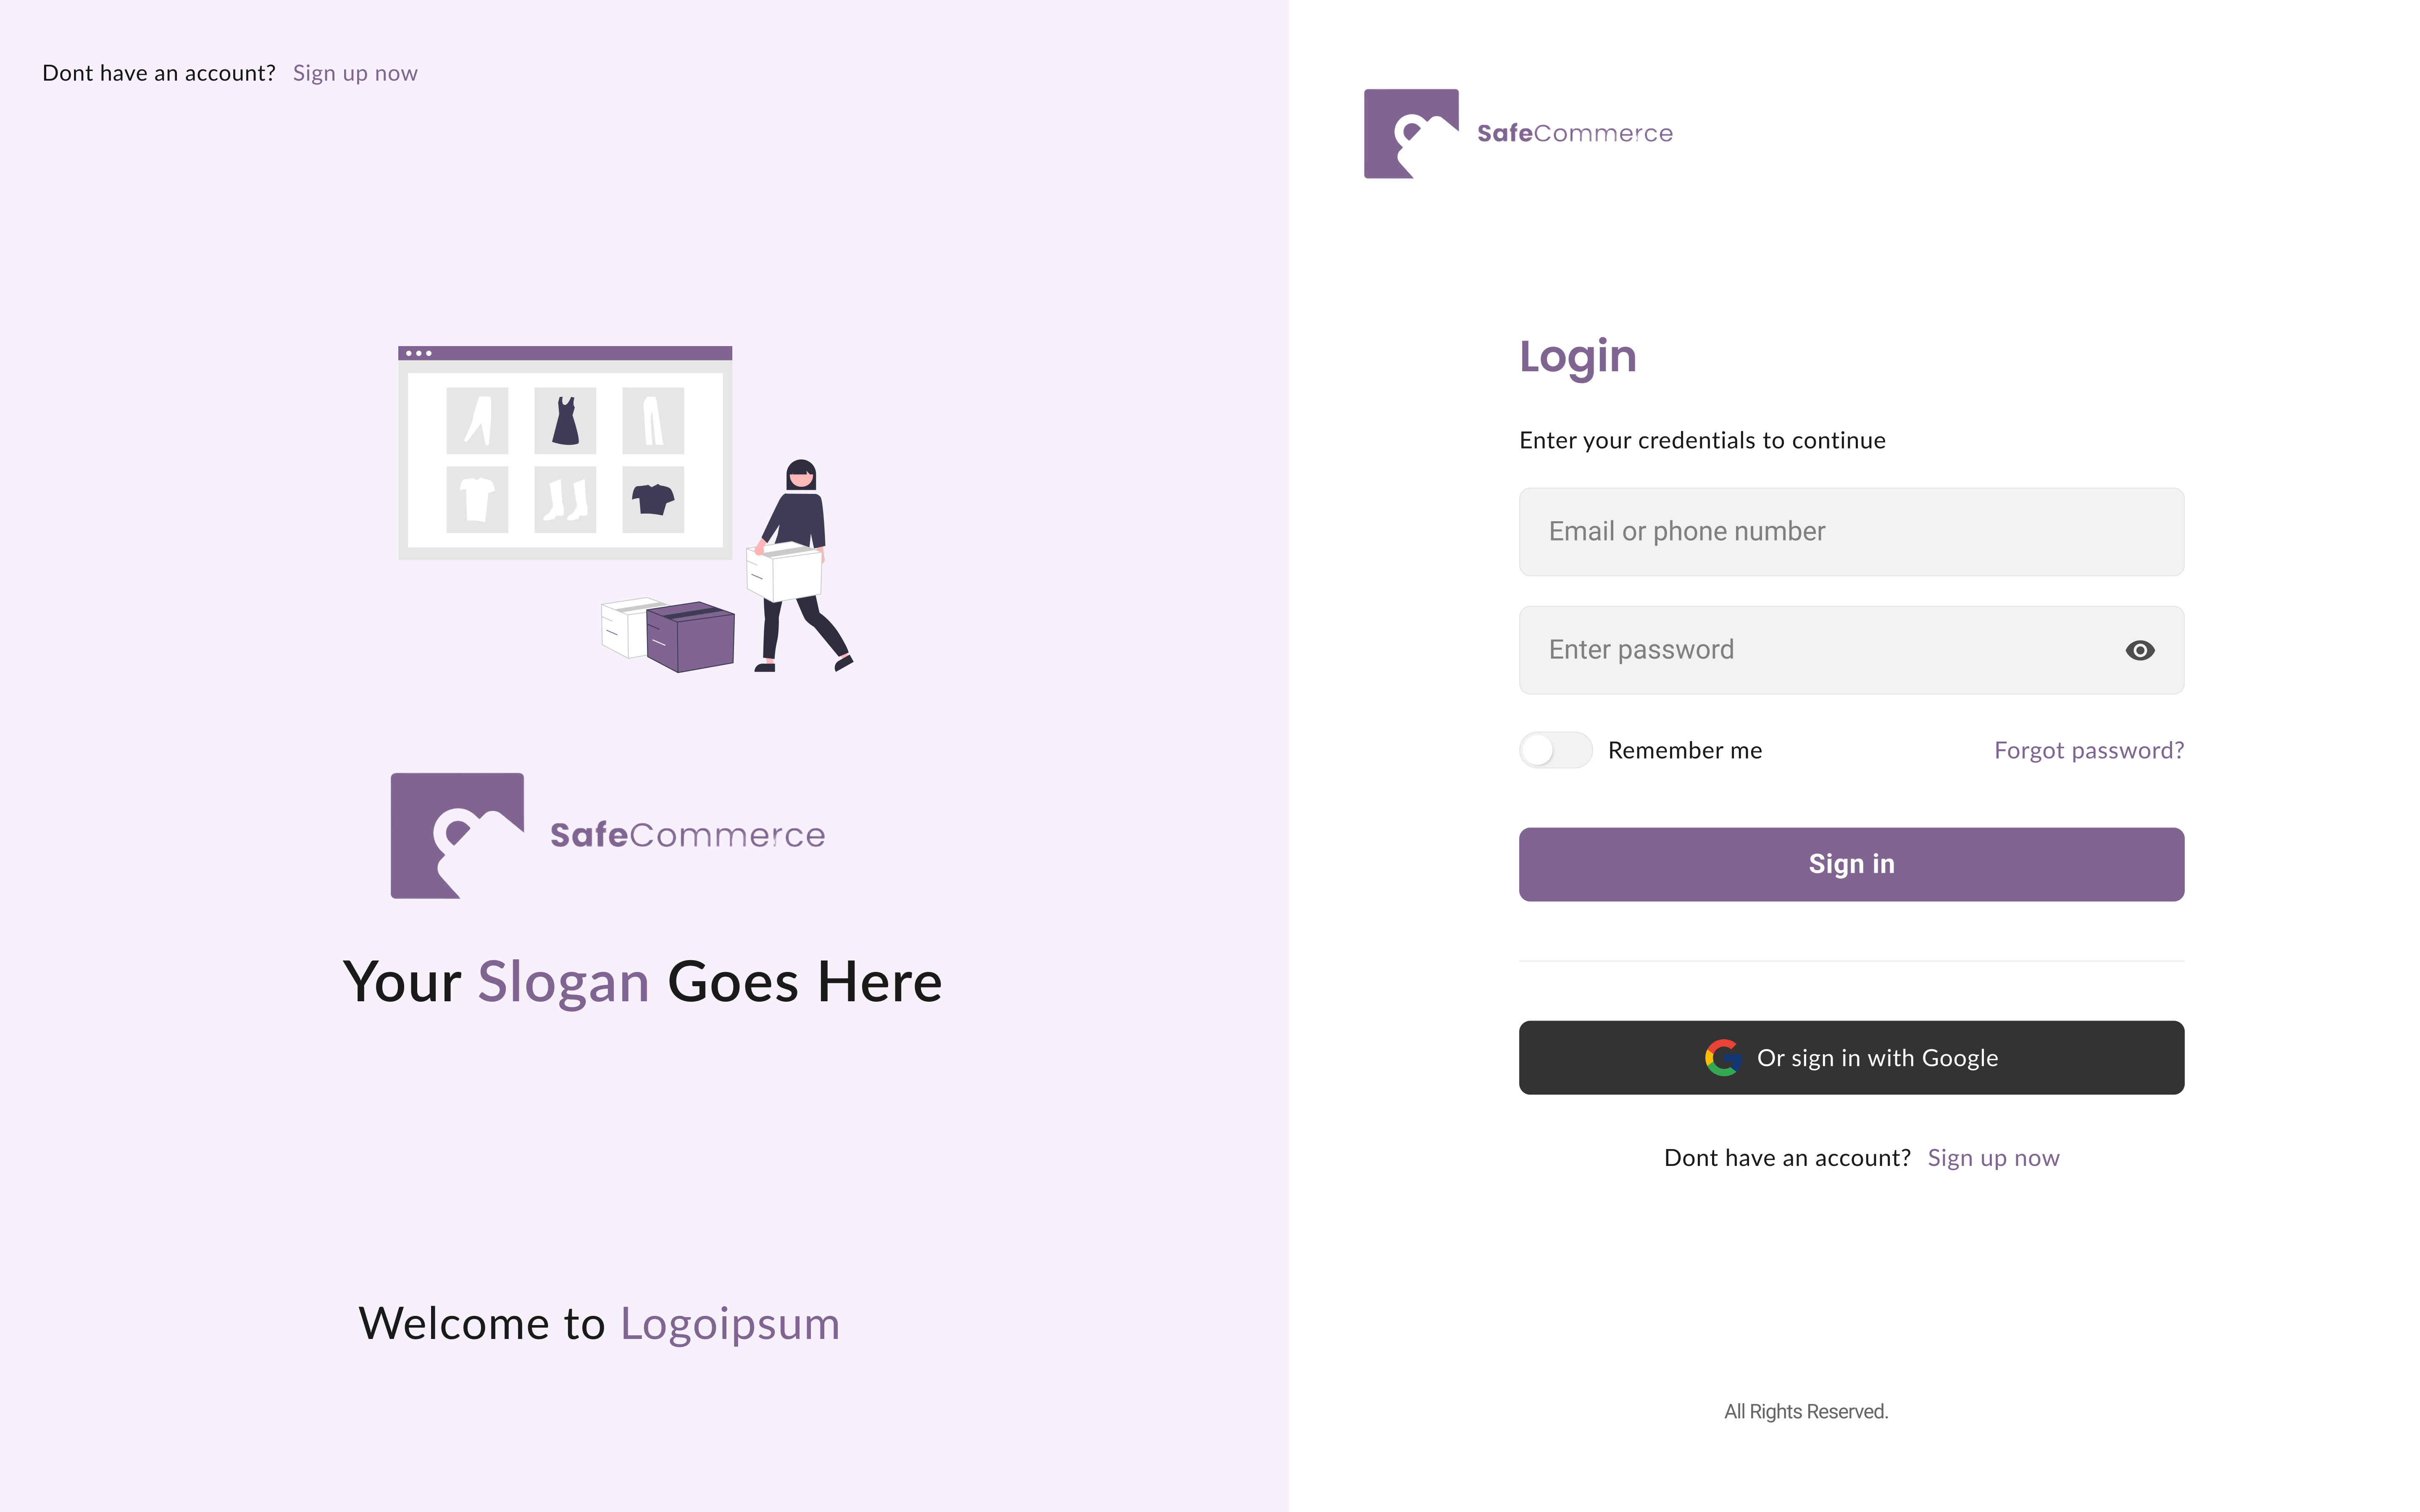 Dont have an account? Sign up now
SafeCommerce
Your Slogan Goes Here
Welcome to Logoipsum
SafeCommerce
Login
Enter your credentials to continue
Email or phone number
Enter password
Remember me
Forgot password?
Sign in
Or sign in with Google
Dont have an account? Sign up now
All Rights Reserved.